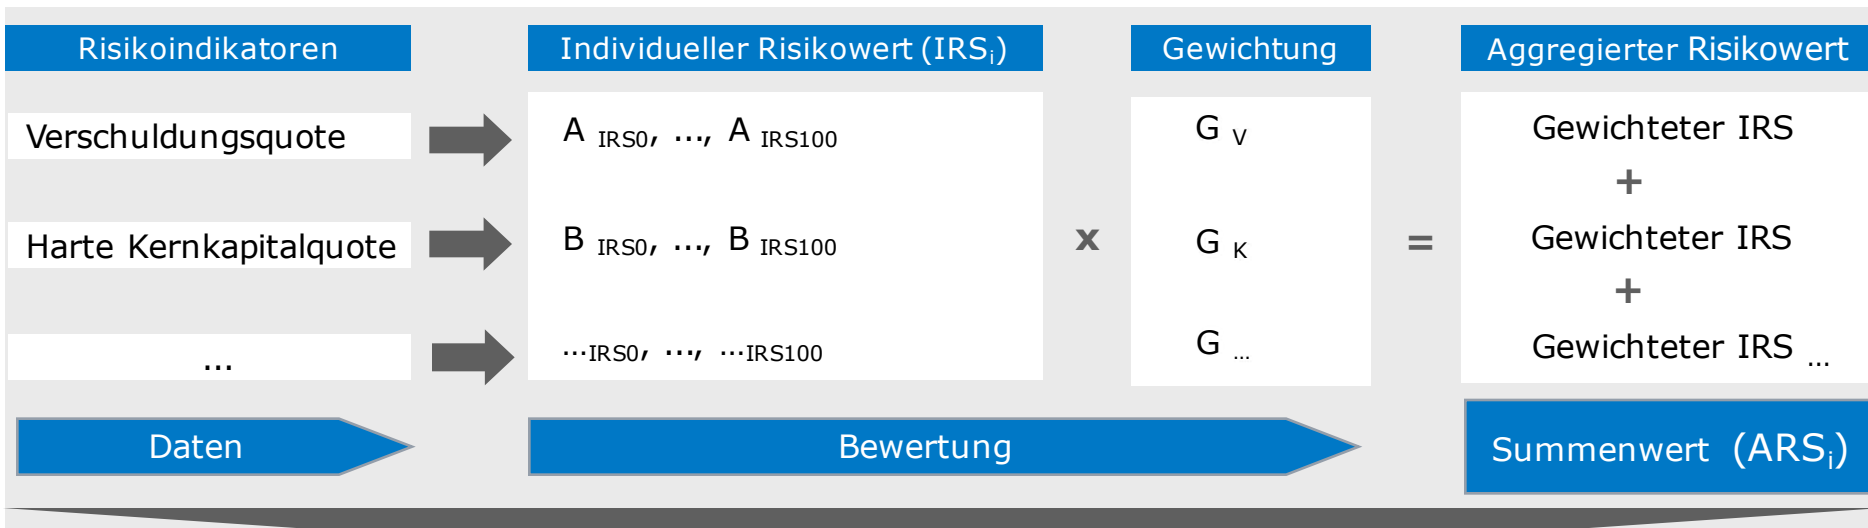 Risikoindikatoren
Individueller Risikowert (IRSi)
Gewichtung
Aggregierter Risikowert
Verschuldungsquote
A IRS0, ..., A IRS100
G V
Gewichteter IRS
+
Harte Kernkapitalquote
B IRS0, ..., B IRS100
x
G K
=
Gewichteter IRS
+
...
...IRS0, ..., ...IRS100
G ...
Gewichteter IRS ...
Daten
Bewertung
Summenwert (ARSi)